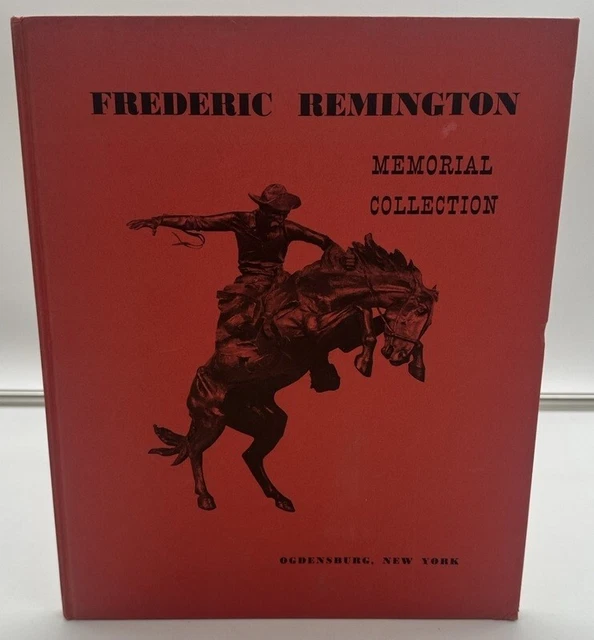 FREDERIC REMINGTON
MEMORIAL
COLLECTION
OGDENSBURG, NEW YORK